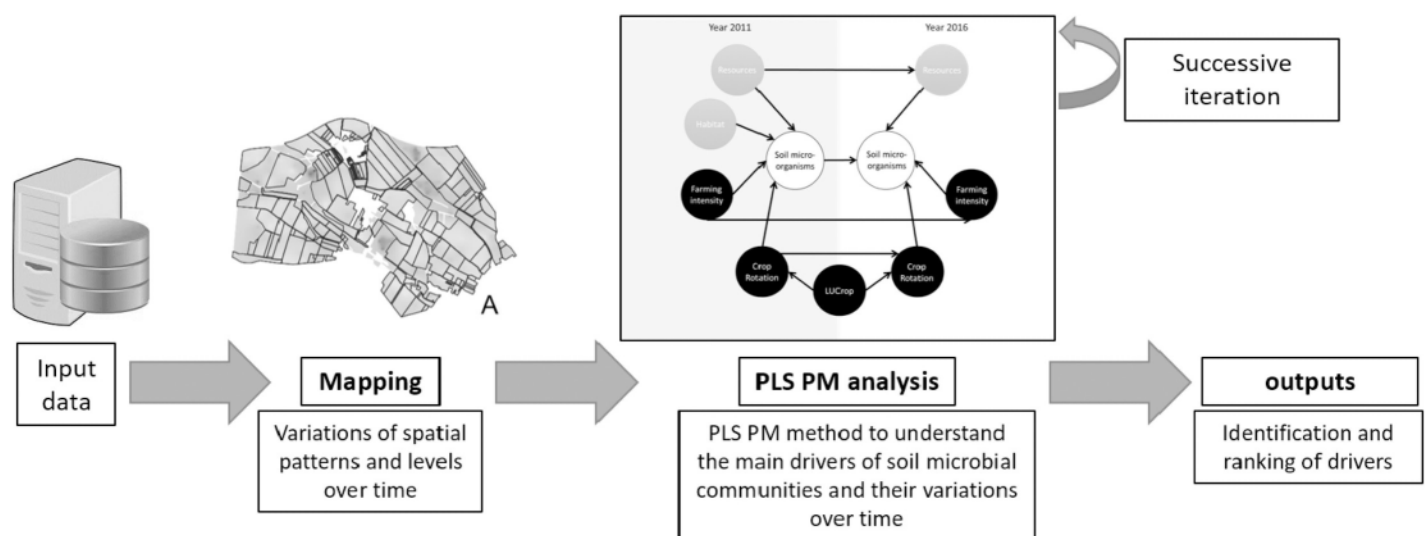 Year 2011
Year 2016
Resources
Resources
Successive
iteration
Habitat
Soil micro-
organisms
Soil micro-
organisms
Farming
intensity
Farming
intensity
Crop
Rotation
LUCrop
Crop
Rotation
A
Input
data
Mapping
Variations of spatial
patterns and levels
over time
PLS PM analysis
PLS PM method to understand
the main drivers of soil microbial
communities and their variations
over time
outputs
Identification and
ranking of drivers